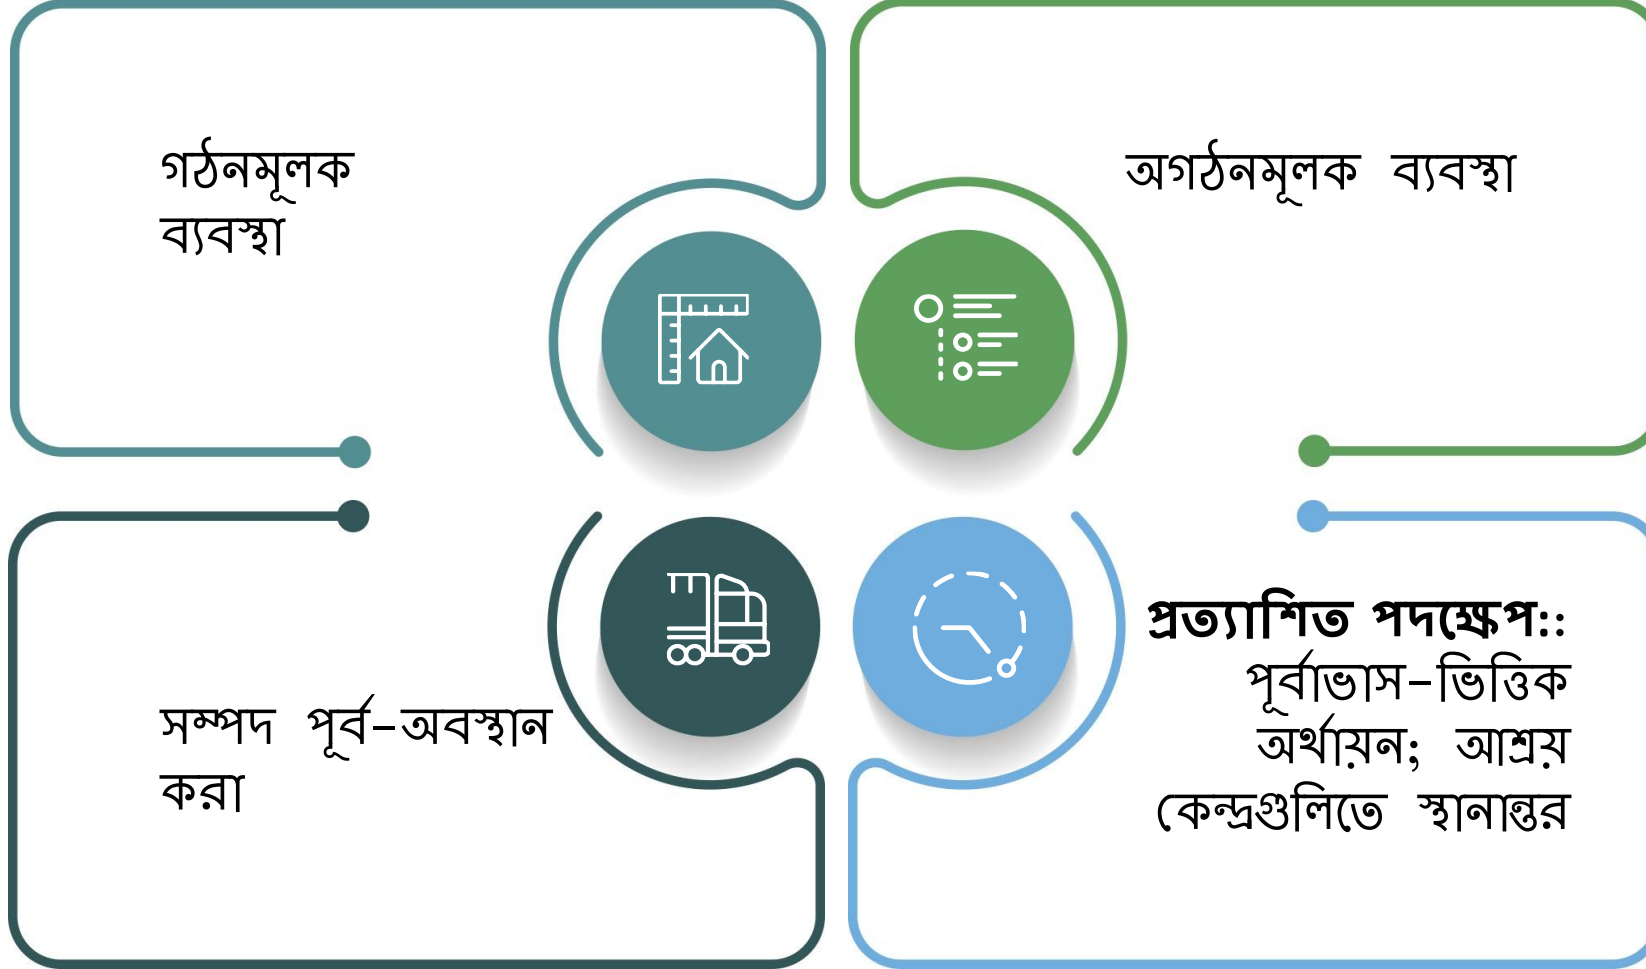 গঠনমূলক
ব্যবস্থা
অগঠনমূলক ব্যবস্থা
সম্পদ পূর্ব-অবস্থান
করা
প্রত্যাশিত পদক্ষেপ::
পূর্বাভাস-ভিত্তিক
অর্থায়ন; আশ্রয়
কেন্দ্রগুলিতে স্থানান্তর